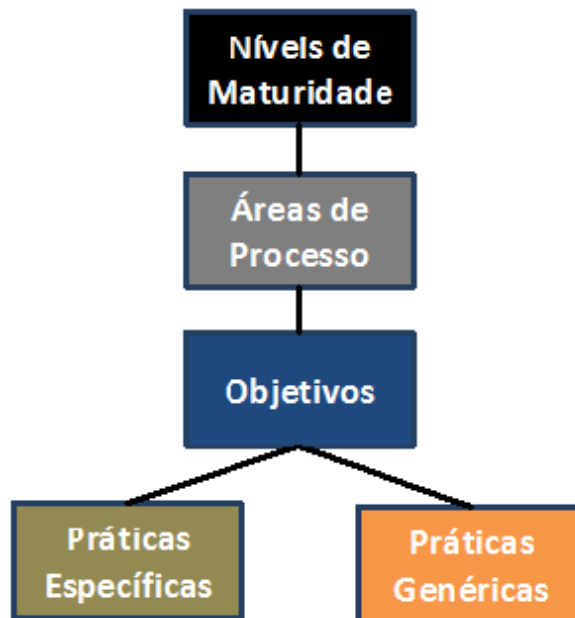 Níveis de
Maturidade
Áreas de
Processo
Objetivos
Práticas
Específicas
Práticas
Genéricas